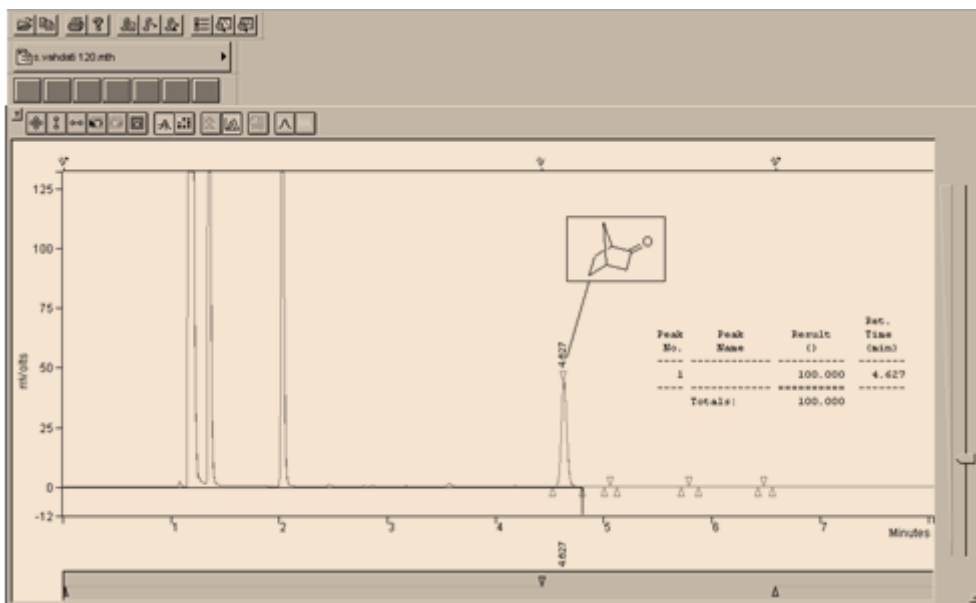 s.vahdati 120.mth
125
100
75
50
25
0
-12
mVolts
O
4.627
Ret.
Peak Peak Result Time
No. Name () (min)
1 100.000 4.627
Totals: 100.000
1 2 3 4 5 6 7
Minutes
4.627